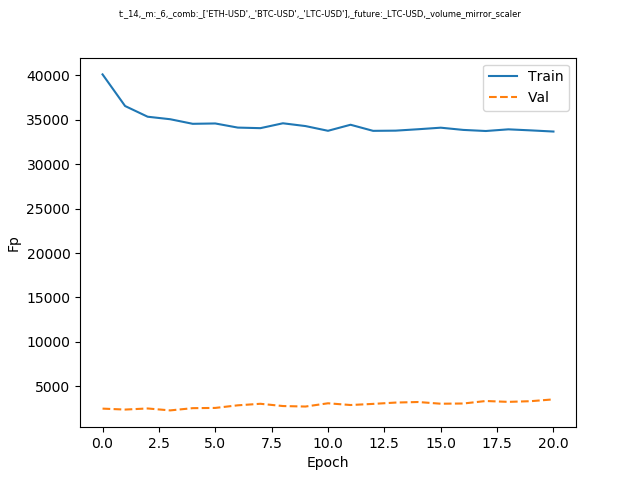 t:_14,_m:_6,_comb:_['ETH-USD',_'BTC-USD',_'LTC-USD'],_future:_LTC-USD,_volume_mirror_scaler
Train
Val
40000
35000
30000
25000
20000
15000
10000
5000
Fp
0.0 2.5 5.0 7.5 10.0 12.5 15.0 17.5 20.0
Epoch